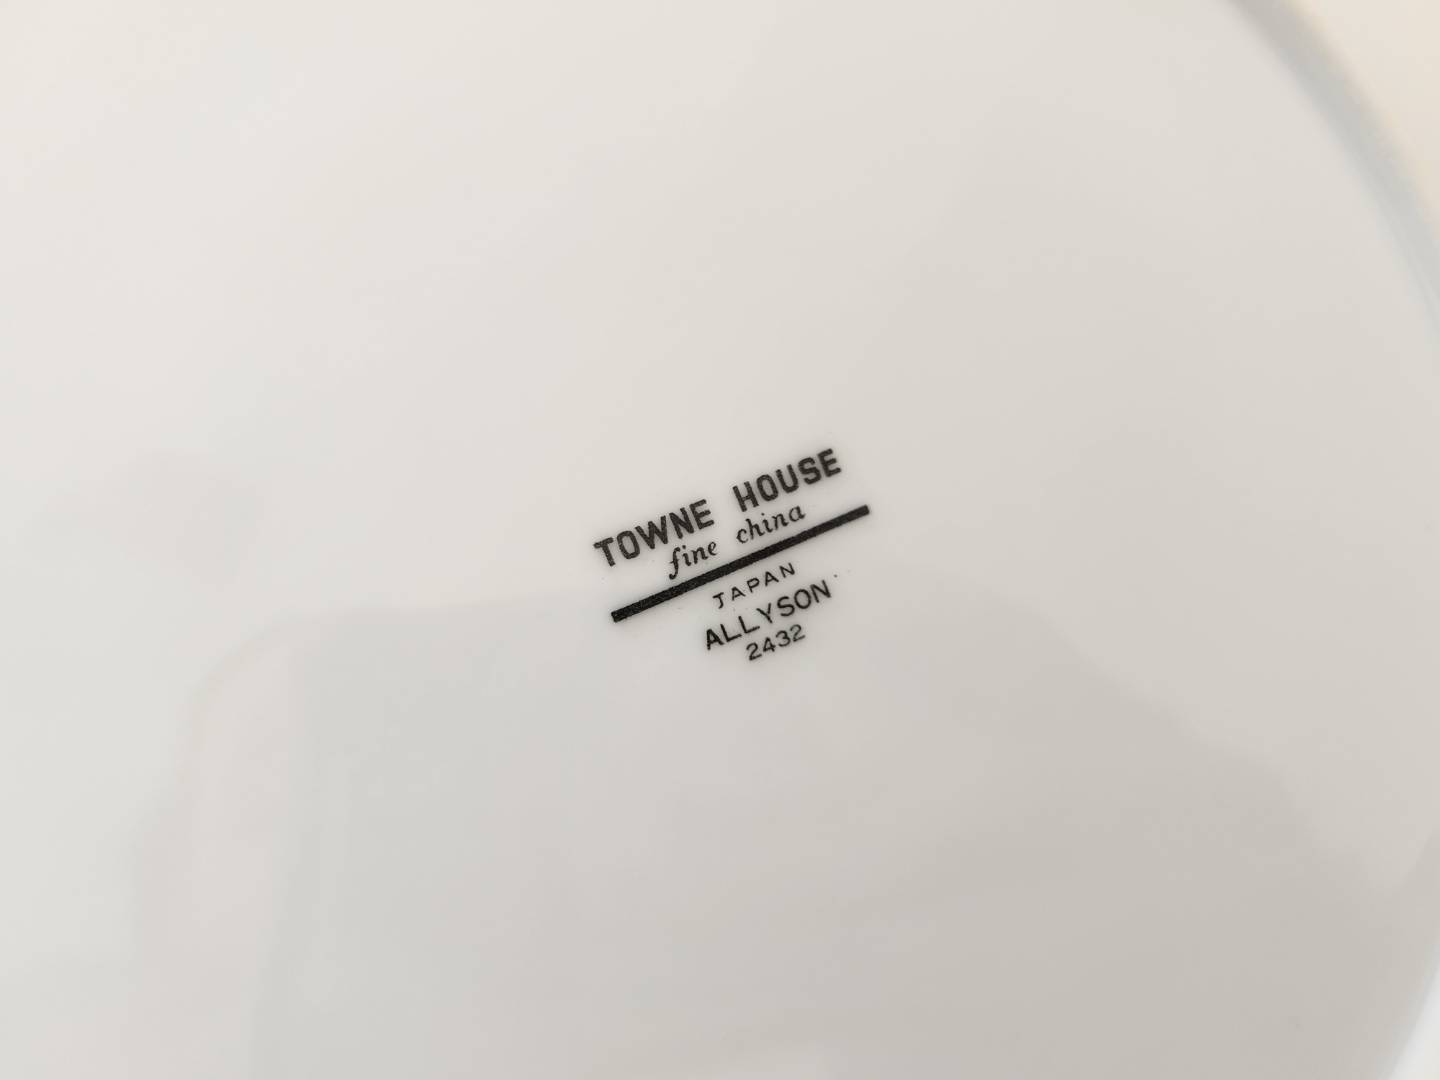 TOWNE HOUSE
fine china
JAPAN
ALLYSON
2432